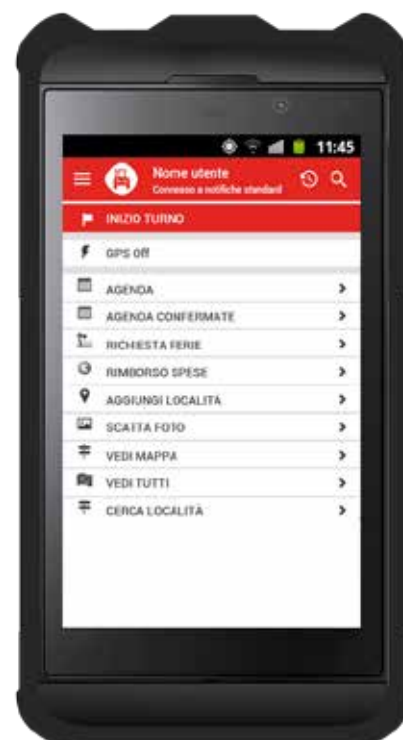 11:45
Nome utente
Connesso a notifiche standard
INIZIO TURNO
GPS Off
AGENDA
AGENDA CONFERMATE
RICHIESTA FERIE
RIMBORSO SPESE
AGGIUNGI LOCALITÀ
SCATTA FOTO
VEDI MAPPA
VEDI TUTTI
CERCA LOCALITÀ